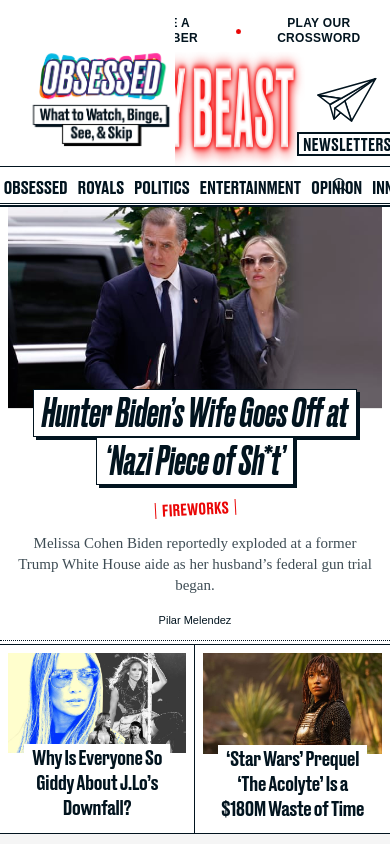 E A
BER
PLAY OUR
CROSSWORD
OBSESSED
What to Watch, Binge,
See, & Skip
Y BEAST
NEWSLETTERS
OBSESSED ROYALS POLITICS ENTERTAINMENT OPINION INN
Hunter Biden’s Wife Goes Off at
‘Nazi Piece of Sh*t’
FIREWORKS
Melissa Cohen Biden reportedly exploded at a former
Trump White House aide as her husband’s federal gun trial
began.
Pilar Melendez
Why Is Everyone So
Giddy About J.Lo’s
Downfall?
‘Star Wars’ Prequel
‘The Acolyte’ Is a
$180M Waste of Time